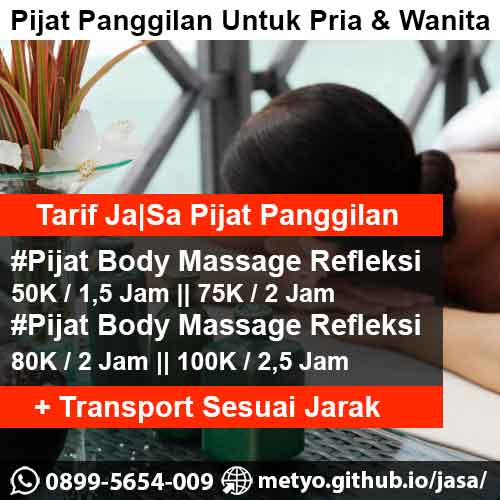 Pijat Panggilan Untuk Pria & Wanita
Tarif Ja|Sa Pijat Panggilan
#Pijat Body Massage Refleksi
50K / 1,5 Jam || 75K / 2 Jam
#Pijat Body Massage Refleksi
80K / 2 Jam || 100K / 2,5 Jam
+ Transport Sesuai Jarak
0899-5654-009 metyo.github.io/jasa/